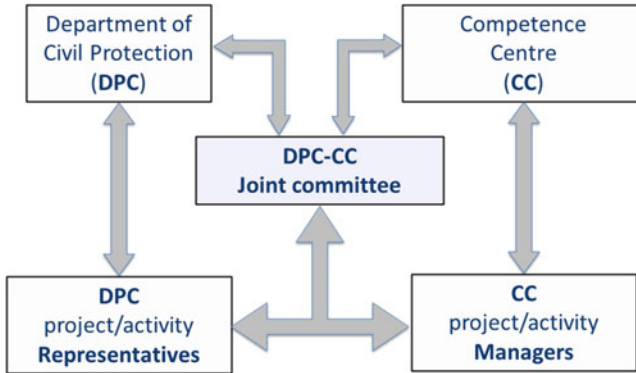 Department of
Civil Protection
(DPC)
Competence
Centre
(CC)
DPC-CC
Joint committee
DPC
project/activity
Representatives
CC
project/activity
Managers